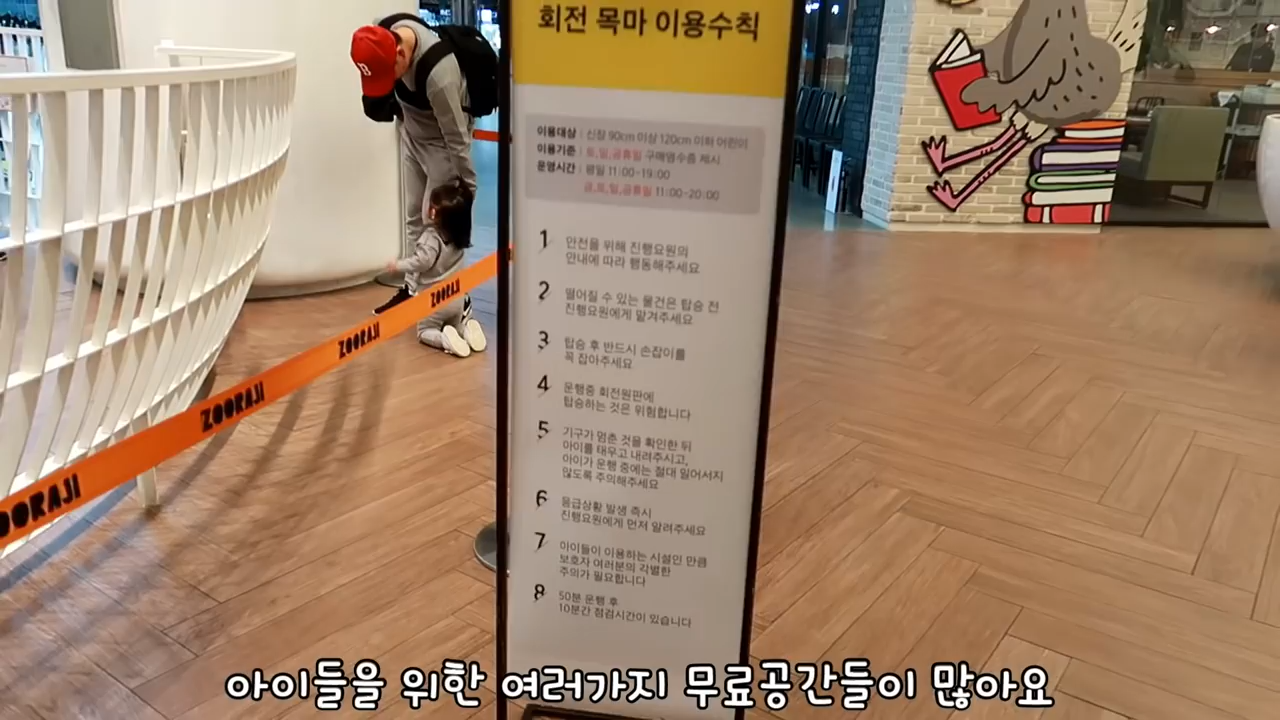 회전 목마 이용수칙
이용대상 | 신장 90cm 이상 120cm 이하 어린이
이용기준 | 토,일,공휴일 구매영수증 제시
운영시간 | 평일 11:00-19:00
금,토,일,공휴일 11:00-20:00
1 안전을 위해 진행요원의
안내에 따라 행동해주세요
2 떨어질 수 있는 물건은 탑승 전
진행요원에게 맡겨주세요
3 탑승 후 반드시 손잡이를
꼭 잡아주세요
4 운행중 회전원판에
탑승하는 것은 위험합니다
5 기구가 멈춘 것을 확인한 뒤
아이를 태우고 내려주시고,
아이가 운행 중에는 절대 일어서지
않도록 주의해주세요
6 응급상황 발생 즉시
진행요원에게 먼저 알려주세요
7 아이들이 이용하는 시설인 만큼
보호자 여러분의 각별한
주의가 필요합니다
8 50분 운행 후
10분간 점검시간이 있습니다
ZOORAJI
ZOORAJI
ZOORAJI
OORAJI
B
아이들을 위한 여러가지 무료공간들이 많아요